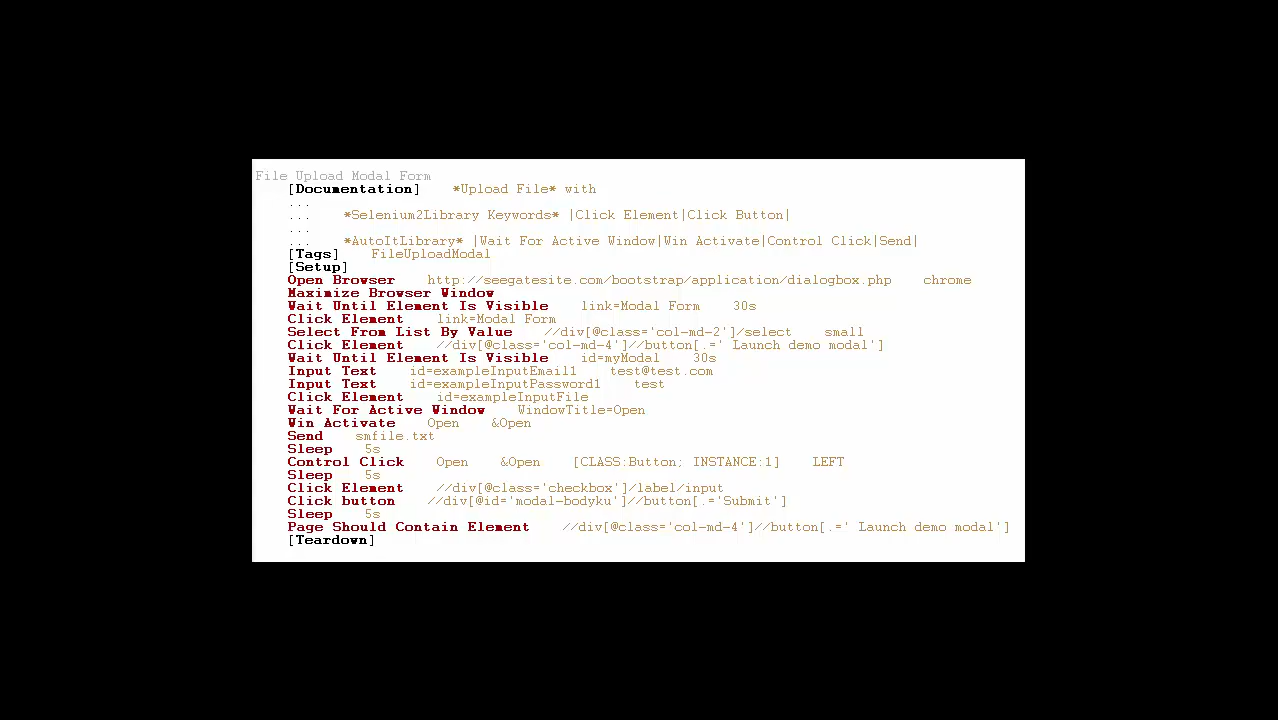 File Upload Modal Form
[Documentation] *Upload File* with
...
... *Selenium2Library Keywords* |Click Element|Click Button|
...
... *AutoItLibrary* |Wait For Active Window|Win Activate|Control Click|Send|
[Tags] FileUploadModal
[Setup]
Open Browser http://seegatesite.com/bootstrap/application/dialogbox.php chrome
Maximize Browser Window
Wait Until Element Is Visible link=Modal Form 30s
Click Element link=Modal Form
Select From List By Value //div[@class='col-md-2']/select small
Click Element //div[@class='col-md-4']//button[.=' Launch demo modal']
Wait Until Element Is Visible id=myModal 30s
Input Text id=exampleInputEmail1 test@test.com
Input Text id=exampleInputPassword1 test
Click Element id=exampleInputFile
Wait For Active Window WindowTitle=Open
Win Activate Open &Open
Send smfile.txt
Sleep 5s
Control Click Open &Open [CLASS:Button; INSTANCE:1] LEFT
Sleep 5s
Click Element //div[@class='checkbox']/label/input
Click button //div[@id='modal-bodyku']//button[.='Submit']
Sleep 5s
Page Should Contain Element //div[@class='col-md-4']//button[.=' Launch demo modal']
[Teardown]